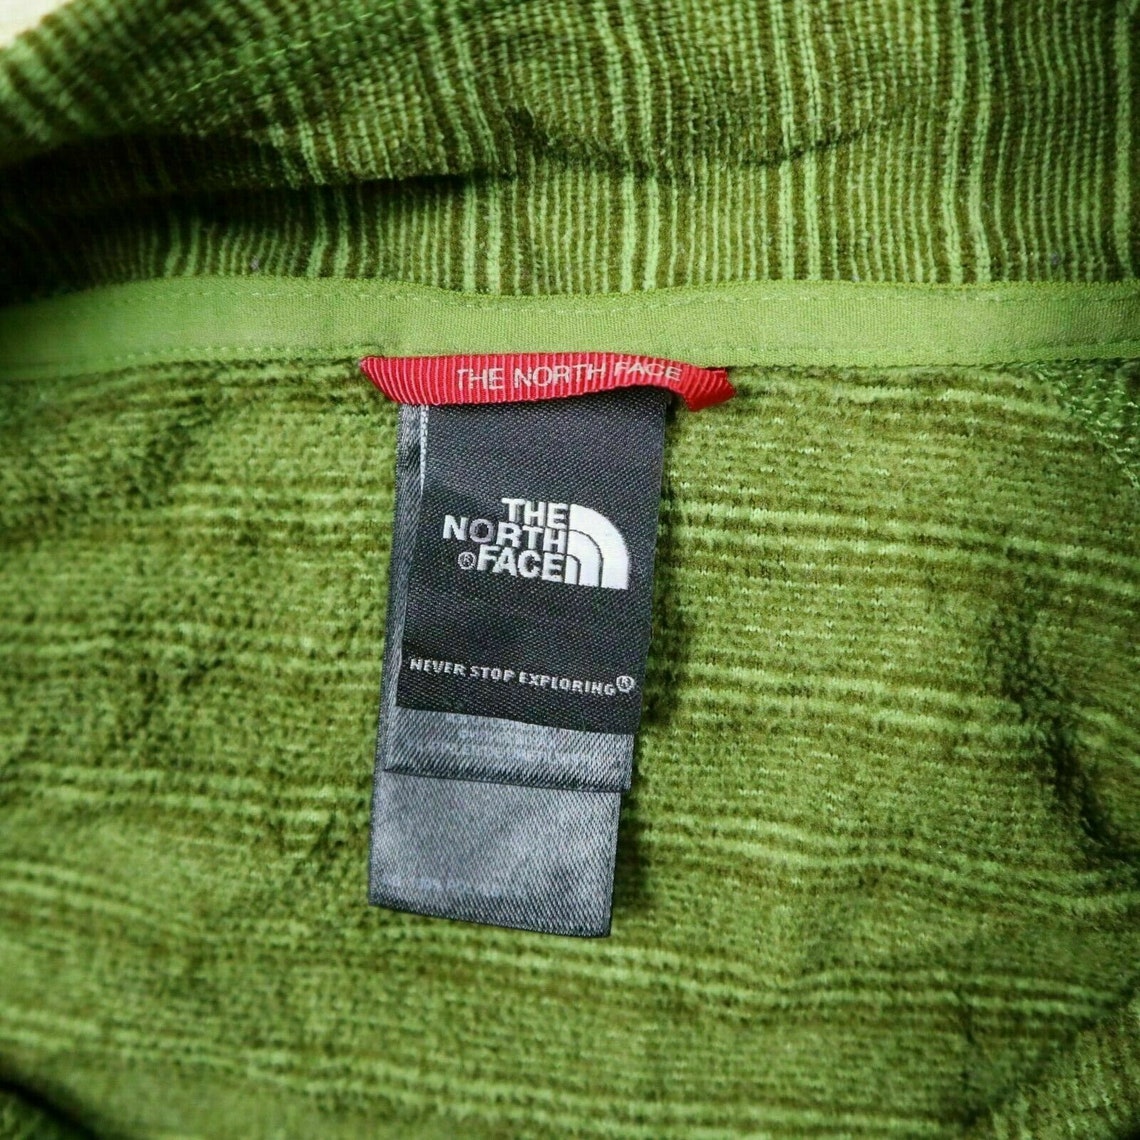 THE NORTH FACE
THE
NORTH
®FACE
NEVER STOP EXPLORING®